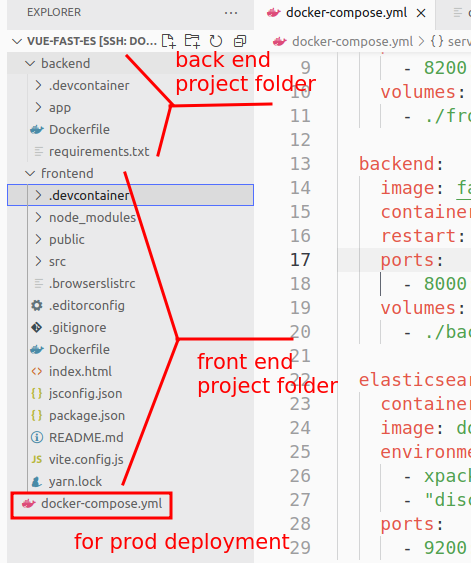 EXPLORER
···
VUE-FAST-ES [SSH: DO...
backend
.devcontainer
app
Dockerfile
requirements.txt
frontend
.devcontainer
node_modules
public
src
.browserslistrc
.editorconfig
.gitignore
Dockerfile
index.html
jsconfig.json
package.json
README.md
vite.config.js
yarn.lock
docker-compose.yml
back end
project folder
front end
project folder
for prod deployment
docker-compose.yml
docker-compose.yml > {} serv
9 - 8200
10 volumes:
11 - ./fro
12
13 backend:
14 image: fa
15 container
16 restart:
17 ports:
18 - 8000
19 volumes:
20 - ./bac
21
22 elasticsear
23 container
24 image: do
25 environme
26 - xpack
27 - "disc
28 ports:
29 - 9200